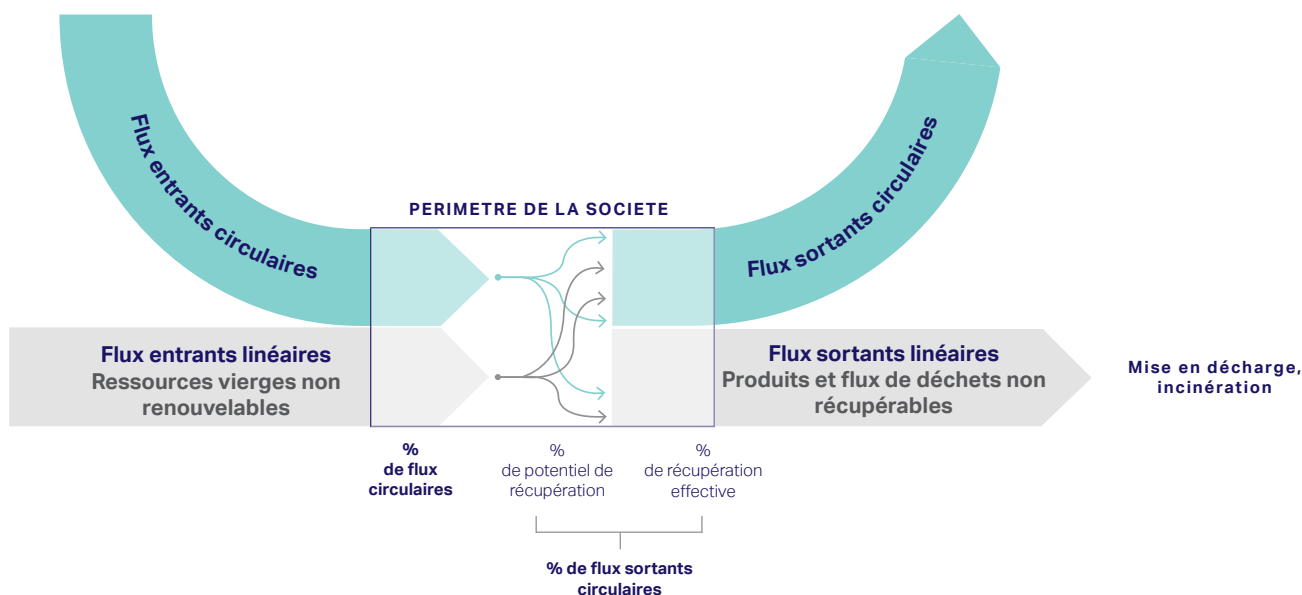 Flux entrants circulaires
Flux sortants circulaires
PERIMETRE DE LA SOCIETE
Flux entrants linéaires
Ressources vierges non
renouvelables
Flux sortants linéaires
Produits et flux de déchets non
récupérables
Mise en décharge,
incinération
%
de flux
circulaires
%
de potentiel de
récupération
%
de récupération
effective
% de flux sortants
circulaires